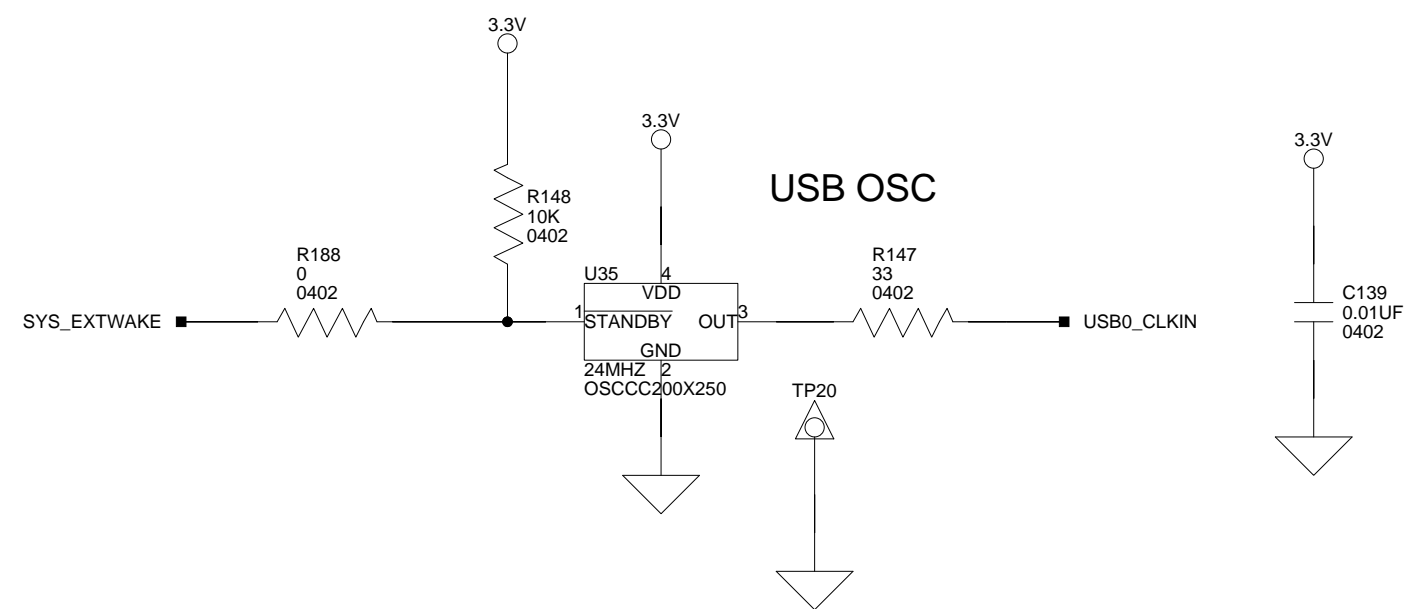 3.3V
3.3V
USB OSC
3.3V
R148
10K
0402
R188
0
0402
U35
4
VDD
R147
33
0402
SYS_EXTWAKE
1
STANDBY
OUT
3
USB0_CLKIN
GND
24MHZ
2
OSCCC200X250
C139
0.01UF
0402
TP20